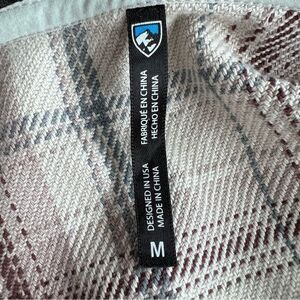 FABRIQUÉ EN CHINA
HECHO EN CHINA
DESIGNED IN USA
MADE IN CHINA
M